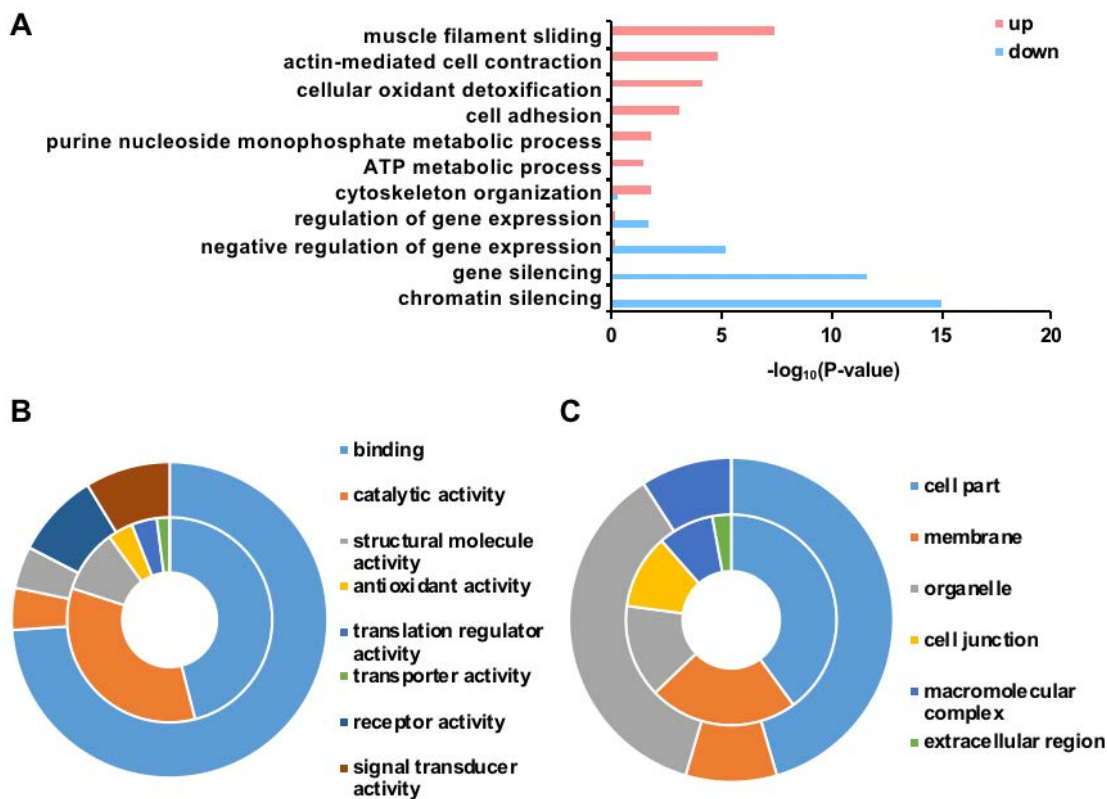 A
muscle filament sliding
actin-mediated cell contraction
cellular oxidant detoxification
cell adhesion
purine nucleoside monophosphate metabolic process
ATP metabolic process
cytoskeleton organization
regulation of gene expression
negative regulation of gene expression
gene silencing
chromatin silencing
up
down
0 5 10 15 20
-log₁₀(P-value)
B
binding
catalytic activity
structural molecule
activity
antioxidant activity
translation regulator
activity
transporter activity
receptor activity
signal transducer
activity
C
cell part
membrane
organelle
cell junction
macromolecular
complex
extracellular region